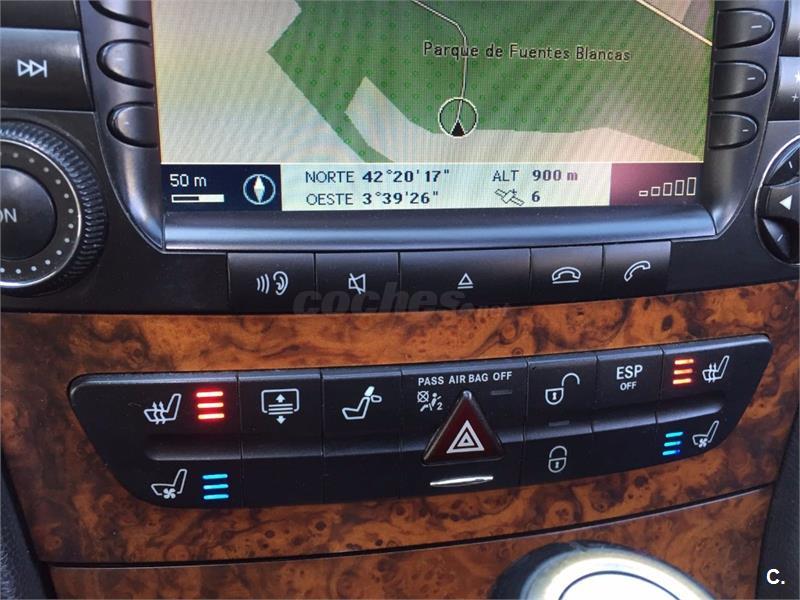 Parque de Fuentes Blancas
50 m
NORTE 42°20'17"
OESTE 3°39'26"
ALT 900 m
6
ON
coches.net
PASS AIR BAG OFF
2
ESP
OFF
C.